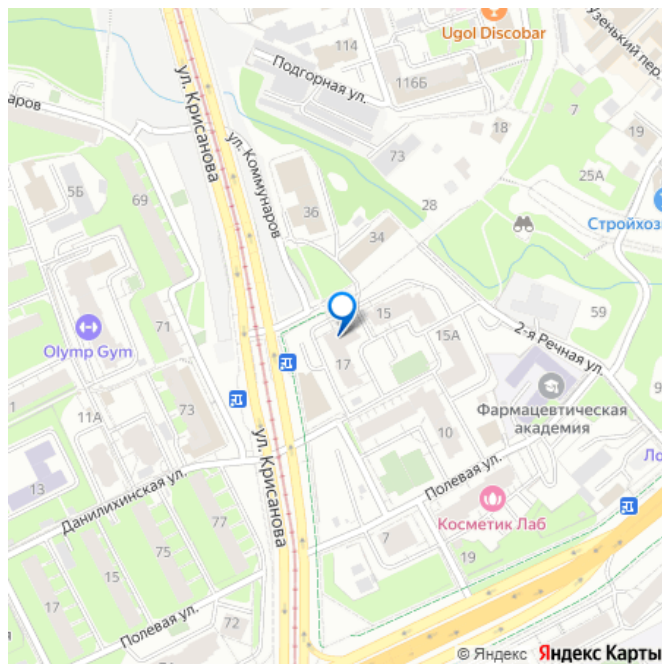 Ugol Discobar
114
116Б
Подгорная ул.
7
19
18
73
25А
28
ул. Крисанова
ул. Коммунаров
36
34
69
5Б
Стройхоз
59
2-я Речная ул.
15
15А
17
71
Olymp Gym
11А
73
Фармацевтическая
академия
10
Полевая ул.
Косметик Лаб
ул. Крисанова
Данилихинская ул.
13
77
75
15
17
7
19
Полевая ул.
72
© Яндекс Яндекс Карты